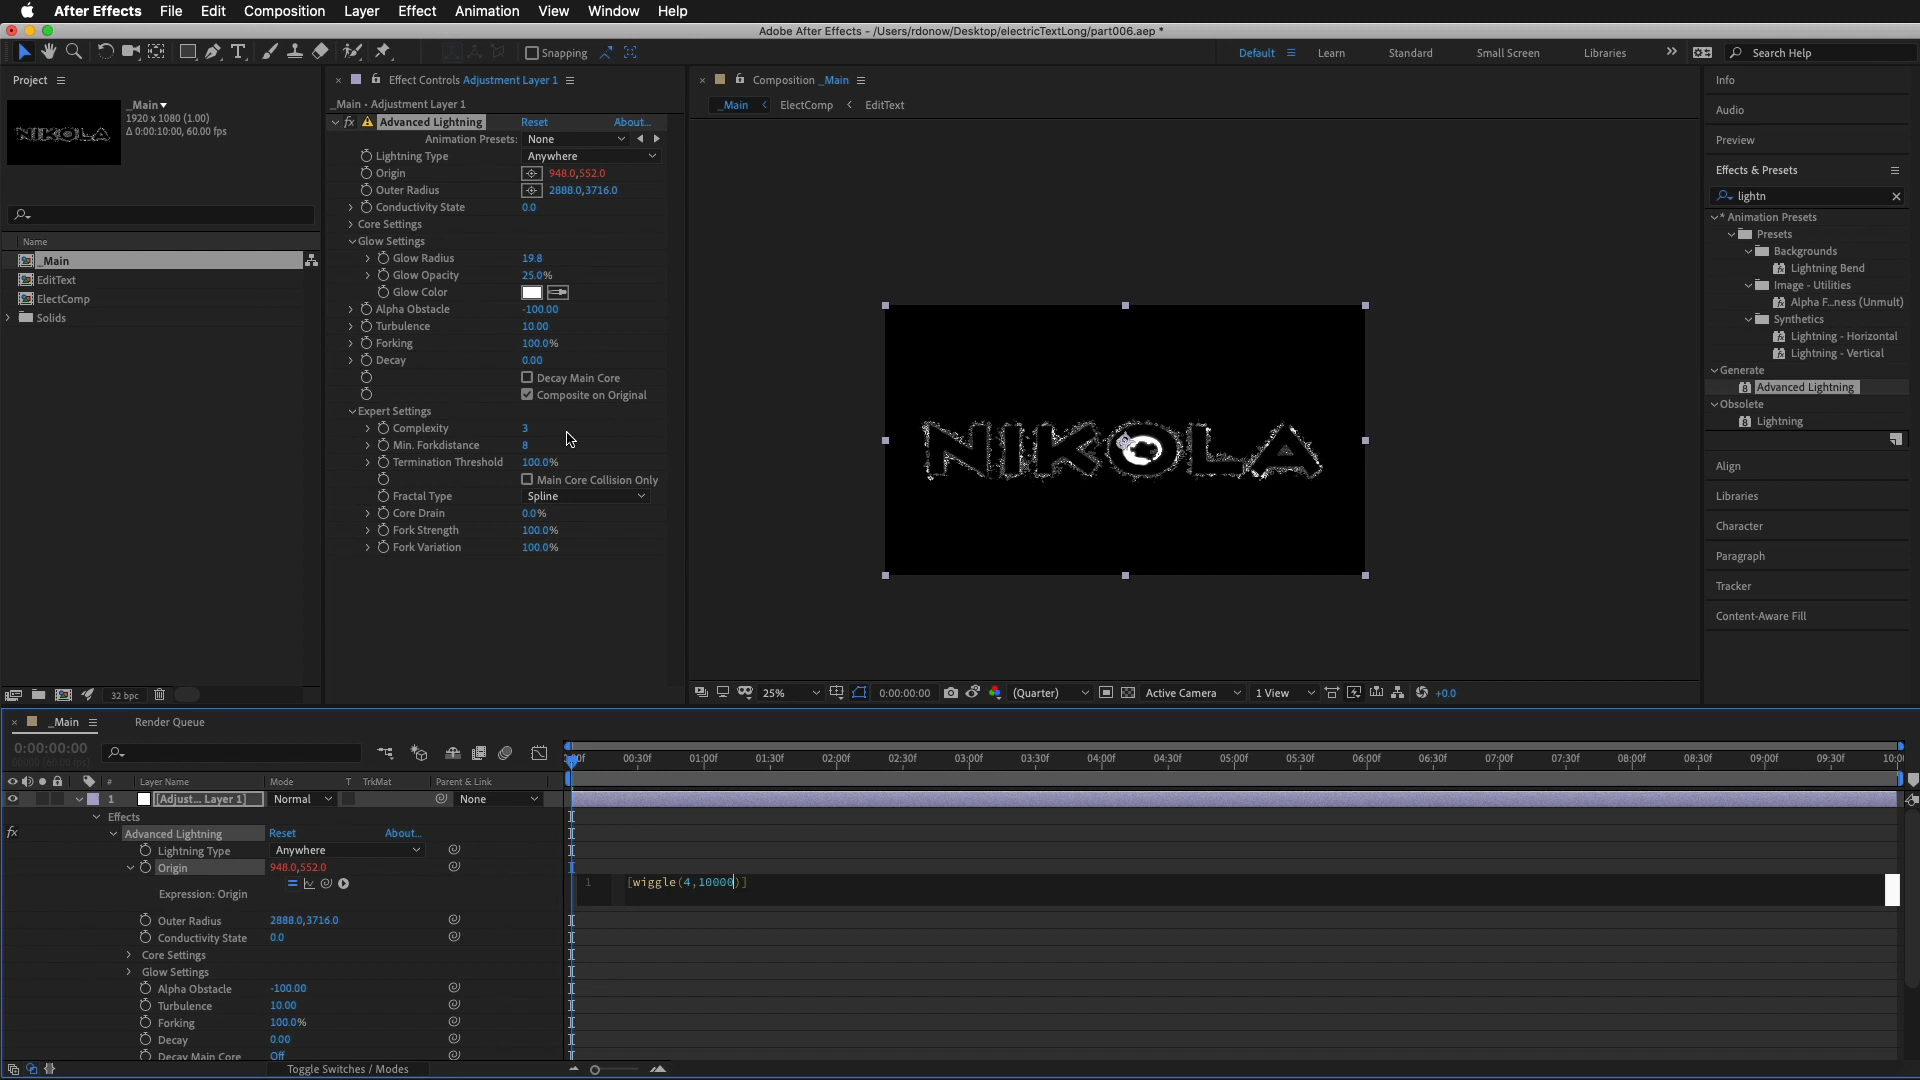 After Effects File Edit Composition Layer Effect Animation View Window Help
Adobe After Effects - /Users/rdonow/Desktop/electricTextLong/part006.aep *
Snapping
Default Learn Standard Small Screen Libraries Search Help
Project
_Main
1920 x 1080 (1.00)
Δ 0:00:10:00, 60.00 fps
NIKOLA
Name
_Main
EditText
ElectComp
Solids
32 bpc
Effect Controls Adjustment Layer 1
_Main • Adjustment Layer 1
fx Advanced Lightning Reset About...
Animation Presets: None
Lightning Type Anywhere
Origin 948.0,552.0
Outer Radius 2888.0,3716.0
Conductivity State 0.0
Core Settings
Glow Settings
Glow Radius 19.8
Glow Opacity 25.0%
Glow Color
Alpha Obstacle -100.00
Turbulence 10.00
Forking 100.0%
Decay 0.00
Decay Main Core
Composite on Original
Expert Settings
Complexity 3
Min. Forkdistance 8
Termination Threshold 100.0%
Main Core Collision Only
Fractal Type Spline
Core Drain 0.0%
Fork Strength 100.0%
Fork Variation 100.0%
Composition _Main
_Main ElectComp EditText
NIKOLA
25% 0:00:00:00 (Quarter) Active Camera 1 View +0.0
Info
Audio
Preview
Effects & Presets
lightn
* Animation Presets
Presets
Backgrounds
Lightning Bend
Image - Utilities
Alpha F...ness (Unmult)
Synthetics
Lightning - Horizontal
Lightning - Vertical
Generate
Advanced Lightning
Obsolete
Lightning
Align
Libraries
Character
Paragraph
Tracker
Content-Aware Fill
_Main Render Queue
0:00:00:00
00:30f 01:00f 01:30f 02:00f 02:30f 03:00f 03:30f 04:00f 04:30f 05:00f 05:30f 06:00f 06:30f 07:00f 07:30f 08:00f 08:30f 09:00f 09:30f
# Layer Name Mode T TrkMat Parent & Link
1 [Adjust... Layer 1] Normal None
Effects
fx Advanced Lightning Reset About...
Lightning Type Anywhere
Origin 948.0,552.0
Expression: Origin
1 [wiggle(4,10000)]
Outer Radius 2888.0,3716.0
Conductivity State 0.0
Core Settings
Glow Settings
Alpha Obstacle -100.00
Turbulence 10.00
Forking 100.0%
Decay 0.00
Decay Main Core Off
Toggle Switches / Modes